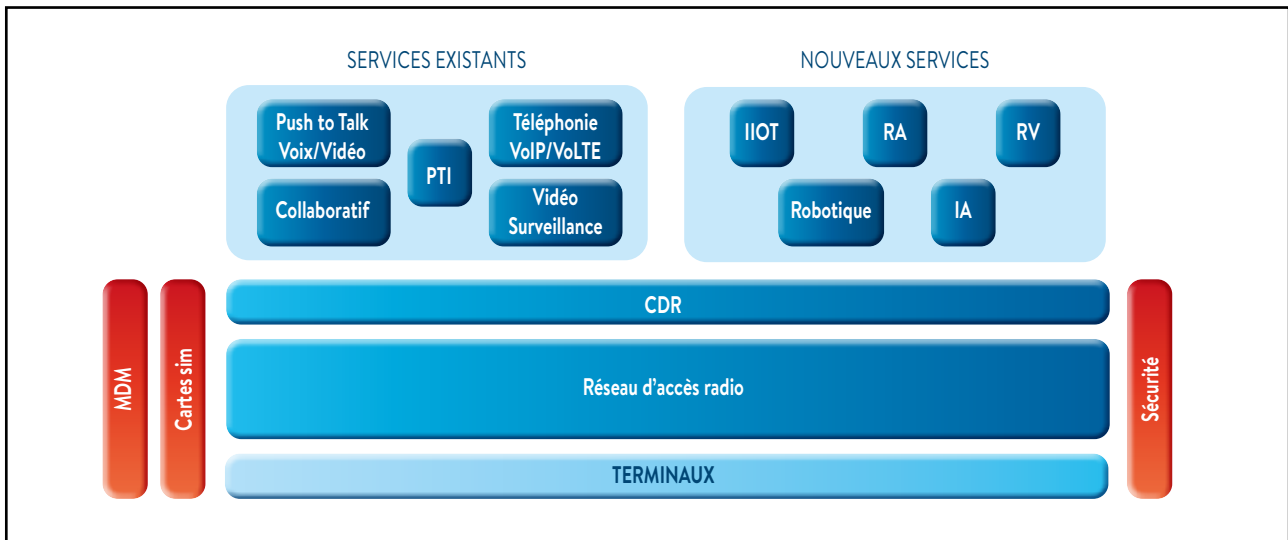 SERVICES EXISTANTS
NOUVEAUX SERVICES
Push to Talk
Voix/Vidéo
PTI
Téléphonie
VoIP/VoLTE
Collaboratif
Vidéo
Surveillance
IIOT
RA
RV
Robotique
IA
MDM
Cartes sim
CDR
Réseau d'accès radio
TERMINAUX
Sécurité